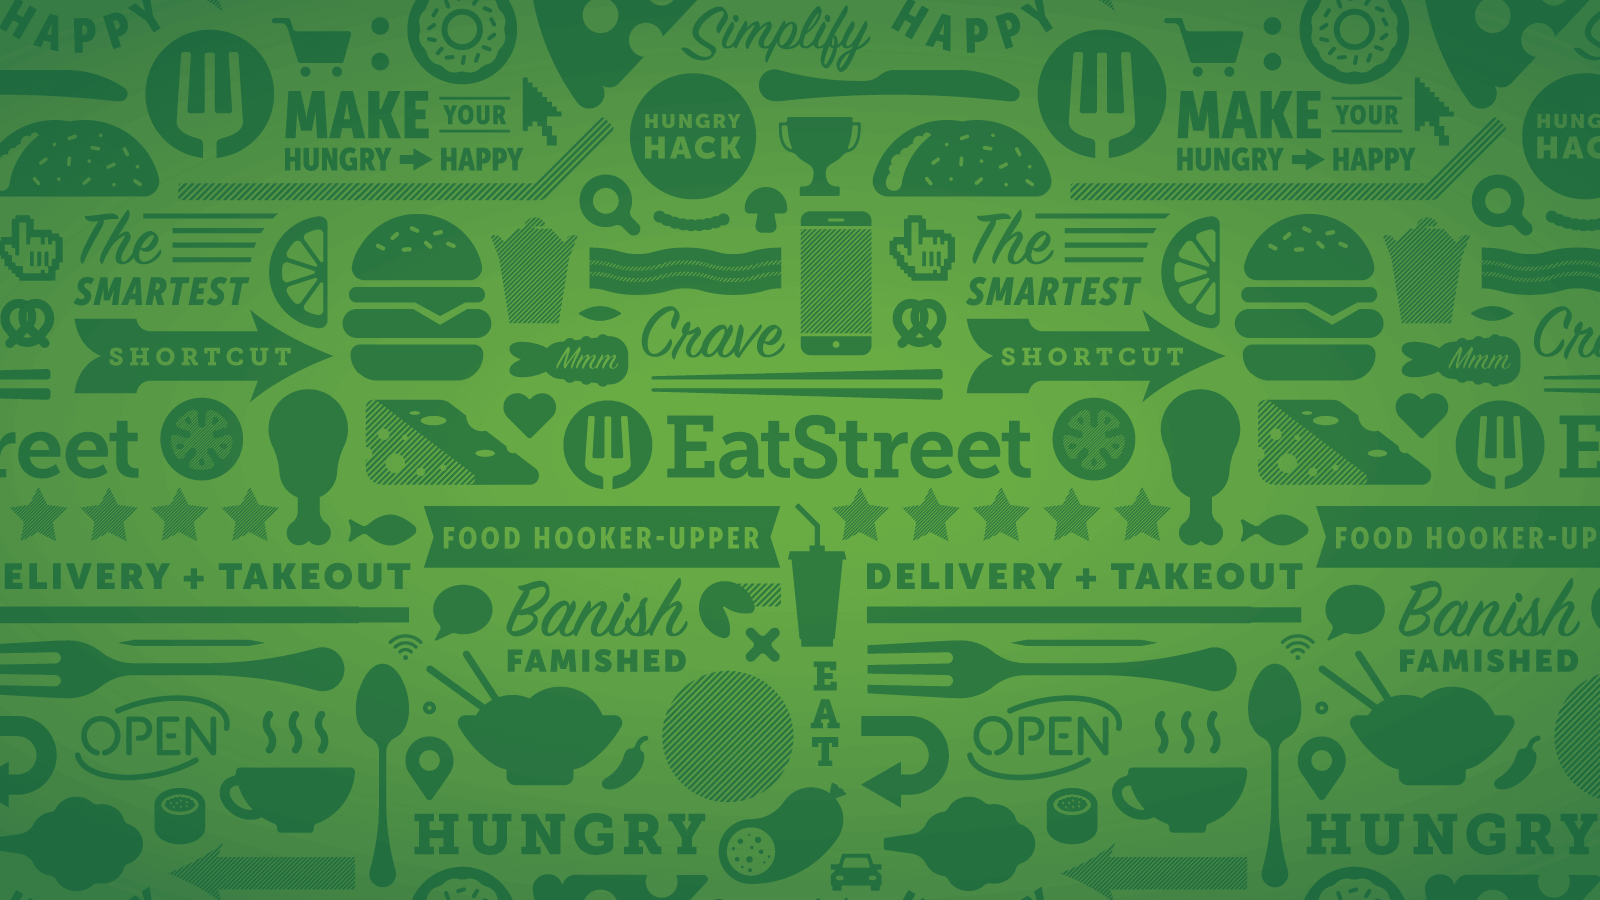 HAPPY
Simplify
HAPPY
MAKE YOUR
HUNGRY HAPPY
HUNGRY
HACK
MAKE YOUR
HUNGRY HAPPY
HUNG
HAC
The
SMARTEST
SHORTCUT
Mmm
Crave
The
SMARTEST
SHORTCUT
Mmm
Cra
reet
EatStreet
E
FOOD HOOKER-UPPER
FOOD HOOKER-UP
ELIVERY + TAKEOUT
DELIVERY + TAKEOUT
Banish
FAMISHED
Banish
FAMISHED
EAT
OPEN
OPEN
HUNGRY
HUNGRY